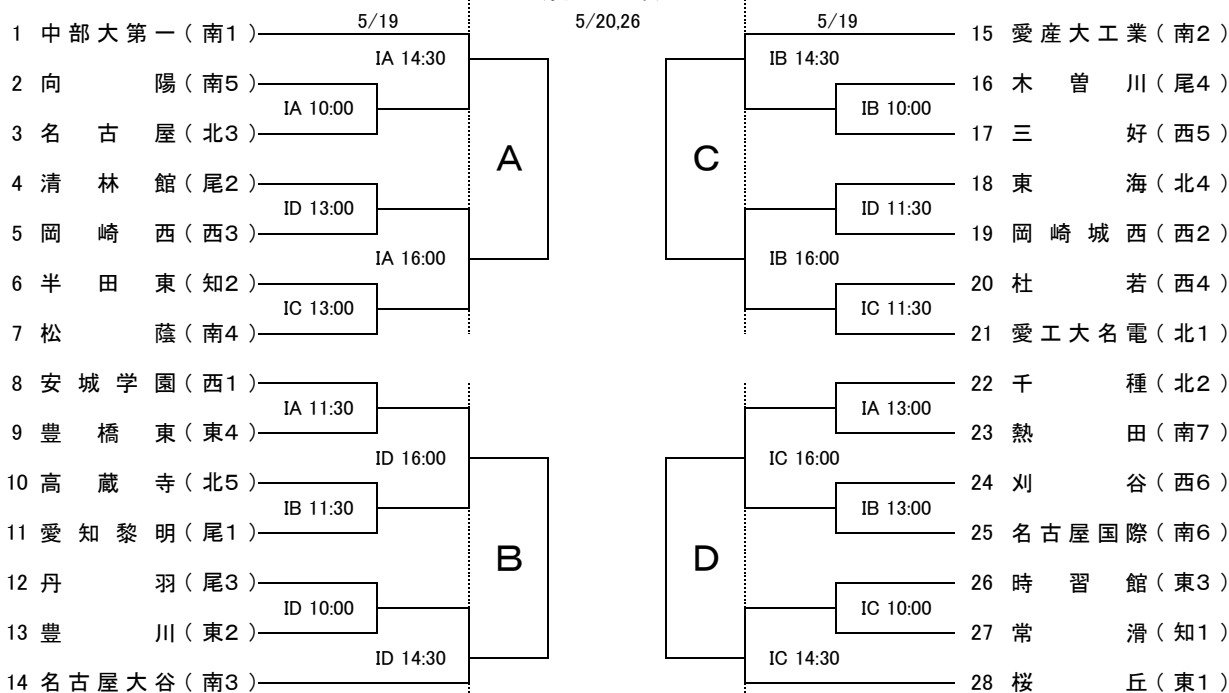 5/19 5/20,26 5/19
1 中部大第一(南1) 15 愛産大工業(南2)
IA 14:30 IB 14:30
2 向陽(南5) 16 木曽川(尾4)
IA 10:00 IB 10:00
3 名古屋(北3) 17 三好(西5)
A C
4 清林館(尾2) 18 東海(北4)
ID 13:00 ID 11:30
5 岡崎西(西3) 19 岡崎城西(西2)
IA 16:00 IB 16:00
6 半田東(知2) 20 杜若(西4)
IC 13:00 IC 11:30
7 松蔭(南4) 21 愛工大名電(北1)
8 安城学園(西1) 22 千種(北2)
IA 11:30 IA 13:00
9 豊橋東(東4) 23 熱田(南7)
ID 16:00 IC 16:00
10 高蔵寺(北5) 24 刈谷(西6)
IB 11:30 IB 13:00
11 愛知黎明(尾1) 25 名古屋国際(南6)
B D
12 丹羽(尾3) 26 時習館(東3)
ID 10:00 IC 10:00
13 豊川(東2) 27 常滑(知1)
ID 14:30 IC 14:30
14 名古屋大谷(南3) 28 桜丘(東1)